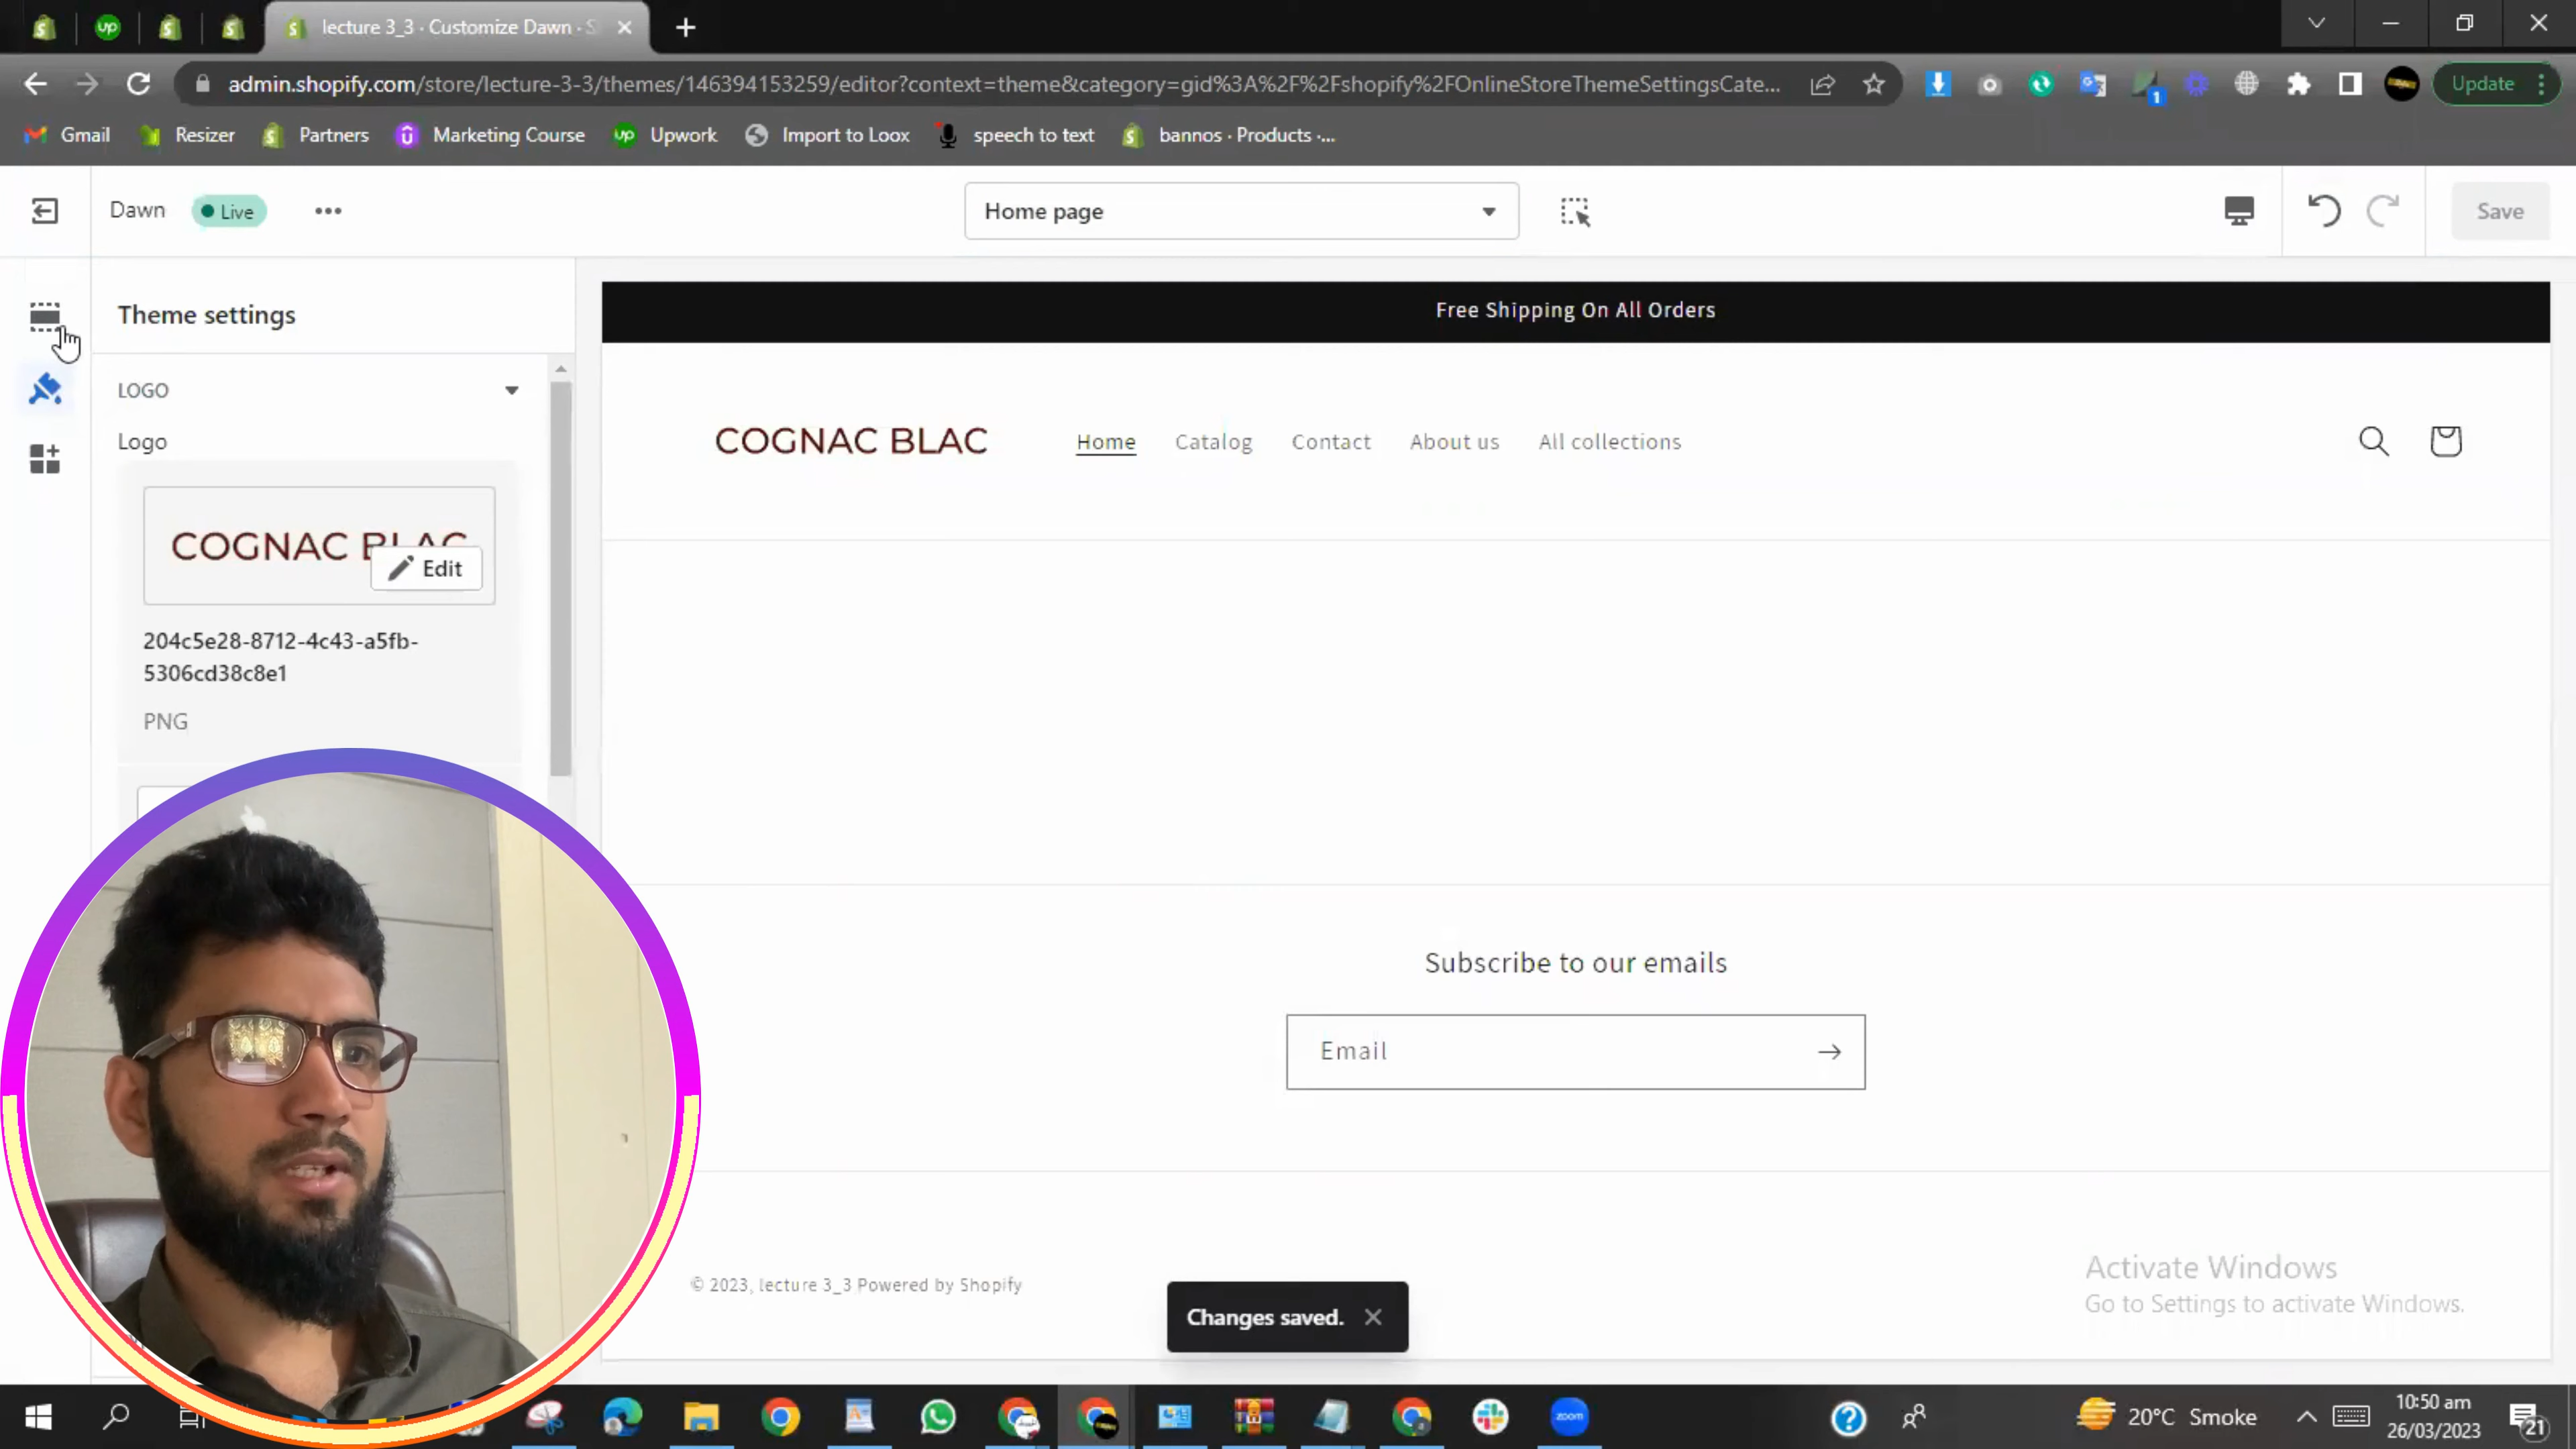 lecture 3_3 · Customize Dawn · S
admin.shopify.com/store/lecture-3-3/themes/146394153259/editor?context=theme&category=gid%3A%2F%2Fshopify%2FOnlineStoreThemeSettingsCate...
Update
Gmail Resizer Partners Marketing Course Upwork Import to Loox speech to text bannos · Products ·...
Dawn Live Home page Save
Theme settings
Free Shipping On All Orders
LOGO
Logo
COGNAC BLAC Home Catalog Contact About us All collections
COGNAC BLAC
Edit
204c5e28-8712-4c43-a5fb-
5306cd38c8e1
PNG
Subscribe to our emails
Email
© 2023, lecture 3_3 Powered by Shopify
Changes saved.
Activate Windows
Go to Settings to activate Windows.
zoom
20°C Smoke
10:50 am
26/03/2023
21